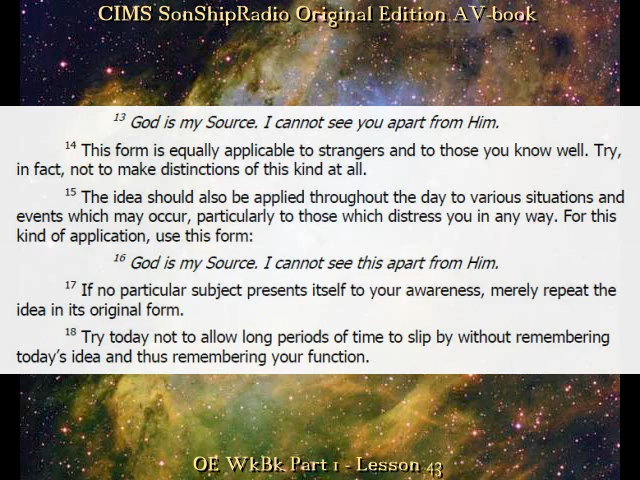 CIMS SonShipRadio Original Edition AV-book
13 God is my Source. I cannot see you apart from Him.
14 This form is equally applicable to strangers and to those you know well. Try,
in fact, not to make distinctions of this kind at all.
15 The idea should also be applied throughout the day to various situations and
events which may occur, particularly to those which distress you in any way. For this
kind of application, use this form:
16 God is my Source. I cannot see this apart from Him.
17 If no particular subject presents itself to your awareness, merely repeat the
idea in its original form.
18 Try today not to allow long periods of time to slip by without remembering
today’s idea and thus remembering your function.
OE WkBk Part 1 - Lesson 43